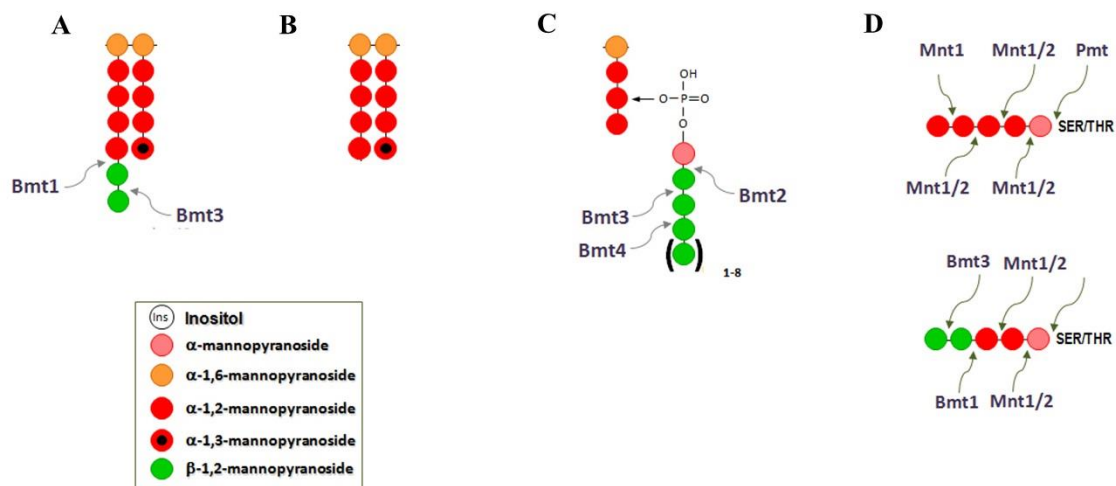 A
B
C
D
Bmt1
Bmt3
OH
O
P
O
O
Bmt2
Bmt3
Bmt4
( )
1-8
Mnt1
Mnt1/2
Pmt
SER/THR
Mnt1/2
Mnt1/2
Bmt3
Mnt1/2
SER/THR
Bmt1
Mnt1/2
Ins Inositol
α-mannopyranoside
α-1,6-mannopyranoside
α-1,2-mannopyranoside
α-1,3-mannopyranoside
β-1,2-mannopyranoside